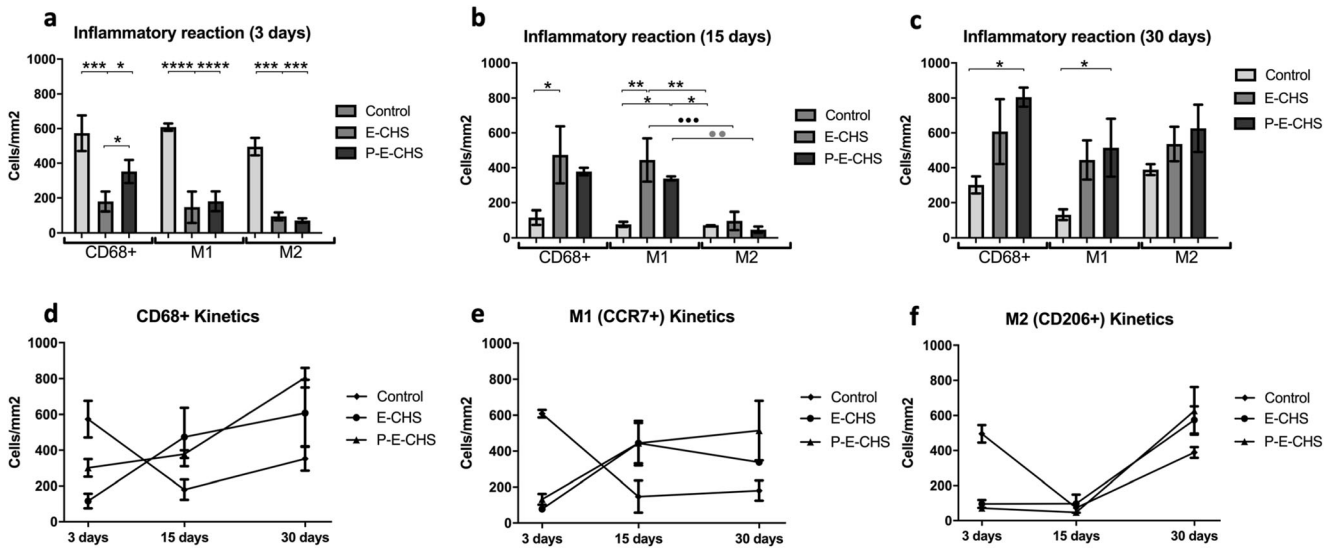 a
Inflammatory reaction (3 days)
Cells/mm2
1000
800
600
400
200
0
*** * **** **** *** ***
*
CD68+ M1 M2
Control
E-CHS
P-E-CHS
b
Inflammatory reaction (15 days)
Cells/mm2
1000
800
600
400
200
0
* ** **
* *
•••
••
CD68+ M1 M2
Control
E-CHS
P-E-CHS
c
Inflammatory reaction (30 days)
Cells/mm2
1000
800
600
400
200
0
* *
CD68+ M1 M2
Control
E-CHS
P-E-CHS
d
CD68+ Kinetics
Cells/mm2
1000
800
600
400
200
0
3 days 15 days 30 days
Control
E-CHS
P-E-CHS
e
M1 (CCR7+) Kinetics
Cells/mm2
1000
800
600
400
200
0
3 days 15 days 30 days
Control
E-CHS
P-E-CHS
f
M2 (CD206+) Kinetics
Cells/mm2
1000
800
600
400
200
0
3 days 15 days 30 days
Control
E-CHS
P-E-CHS